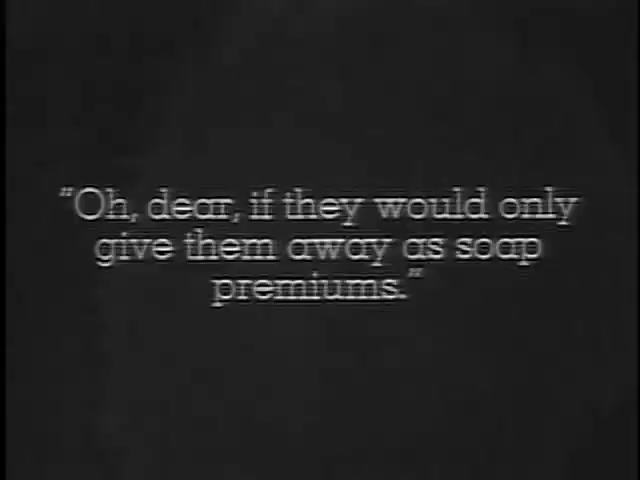 “Oh, dear, if they would only
give them away as soap
premiums.”